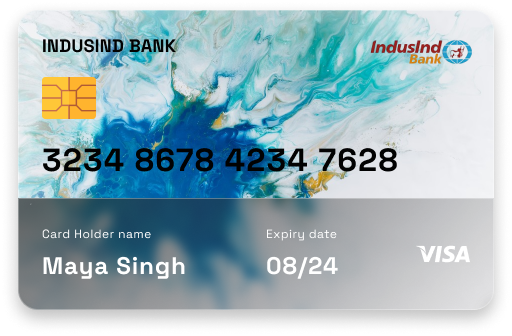 INDUSIND BANK
IndusInd
Bank
3234 8678 4234 7628
Card Holder name
Expiry date
Maya Singh
08/24
VISA